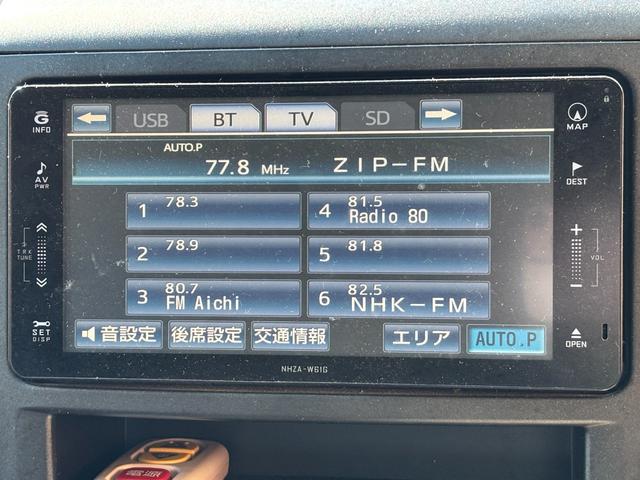 USB BT TV SD
G INFO
MAP
AUTO.P
77.8 MHz ZIP-FM
AV PWR
DEST
1 78.3
4 81.5 Radio 80
2 78.9
5 81.8
TRK TUNE
+ VOL -
3 80.7 FM Aichi
6 82.5 NHK-FM
SET DISP
音設定 後席設定 交通情報 エリア AUTO.P
OPEN
NHZA-W61G